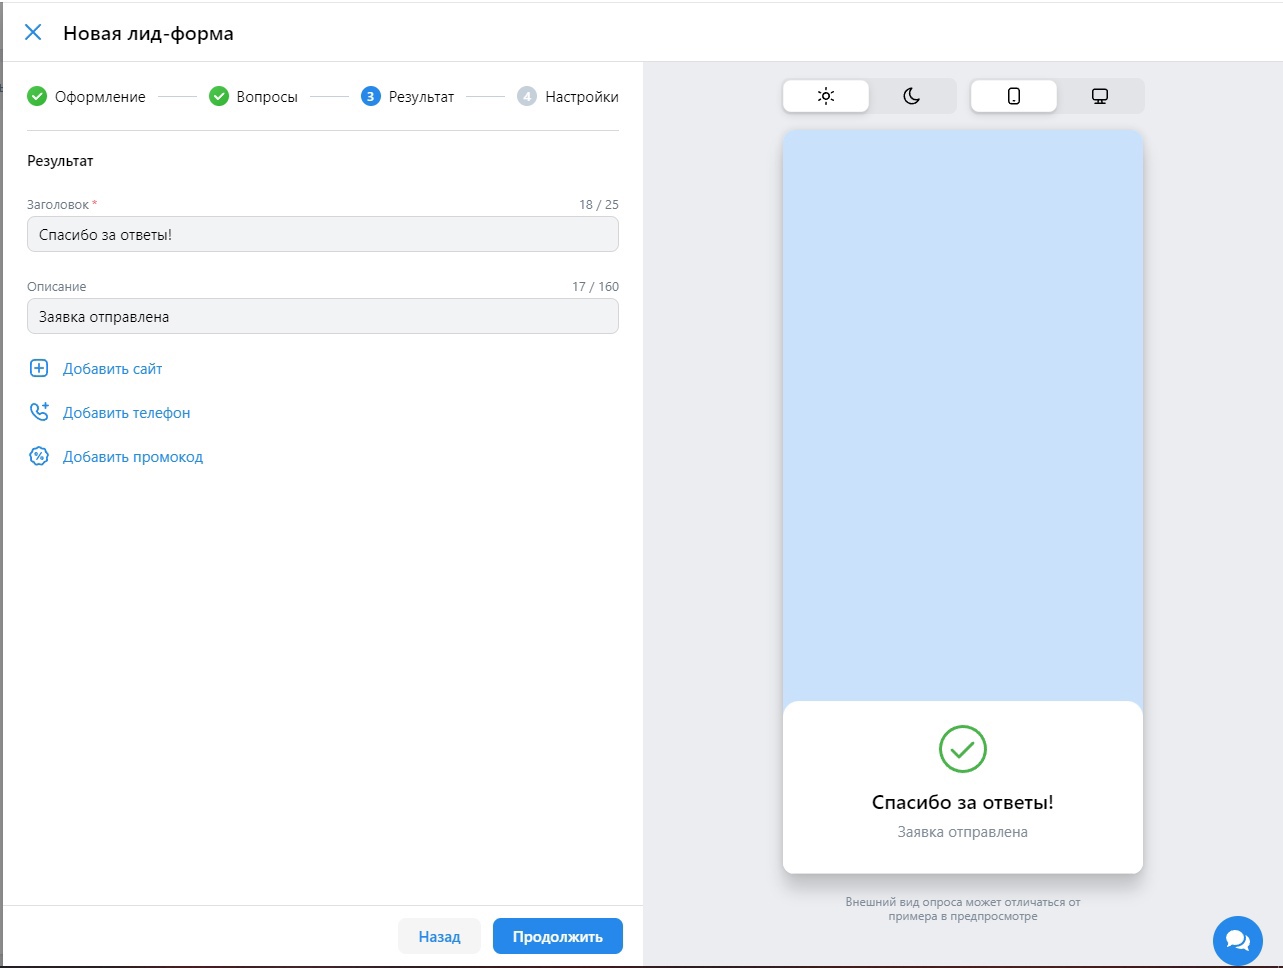 Новая лид-форма
Оформление
Вопросы
3 Результат
4 Настройки
Результат
Заголовок * 18 / 25
Спасибо за ответы!
Описание 17 / 160
Заявка отправлена
Добавить сайт
Добавить телефон
Добавить промокод
Назад
Продолжить
Спасибо за ответы!
Заявка отправлена
Внешний вид опроса может отличаться от
примера в предпросмотре